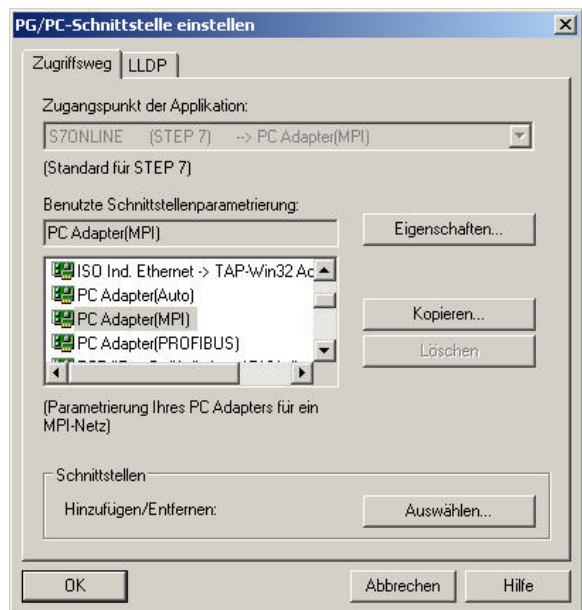 PG/PC-Schnittstelle einstellen
Zugriffsweg
LLDP
Zugangspunkt der Applikation:
S7ONLINE (STEP 7) --> PC Adapter(MPI)
(Standard für STEP 7)
Benutzte Schnittstellenparametrierung:
PC Adapter(MPI)
Eigenschaften...
ISO Ind. Ethernet -> TAP-Win32 Ac
PC Adapter(Auto)
PC Adapter(MPI)
PC Adapter(PROFIBUS)
Kopieren...
Löschen
(Parametrierung Ihres PC Adapters für ein
MPI-Netz)
Schnittstellen
Hinzufügen/Entfernen:
Auswählen...
OK
Abbrechen
Hilfe